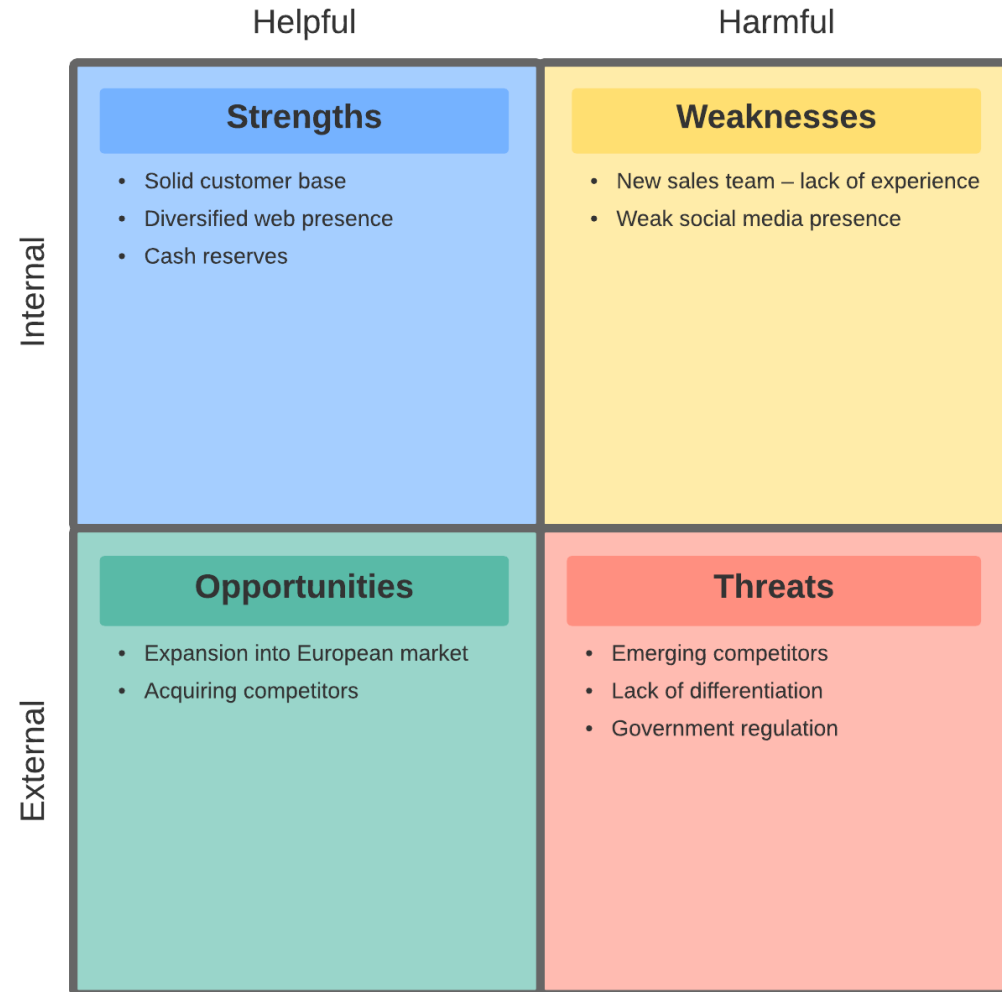 Helpful
Harmful
Internal
Strengths
• Solid customer base
• Diversified web presence
• Cash reserves
Weaknesses
• New sales team – lack of experience
• Weak social media presence
External
Opportunities
• Expansion into European market
• Acquiring competitors
Threats
• Emerging competitors
• Lack of differentiation
• Government regulation